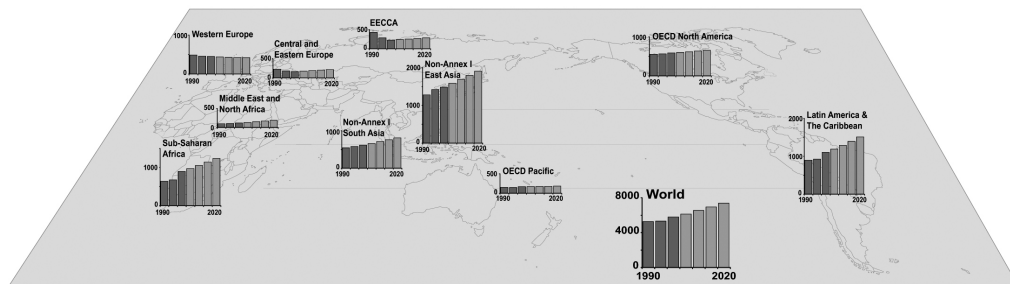 EECCA
500
0
1990
2020
Western Europe
1000
0
1990
2020
Central and
Eastern Europe
500
0
1990
2020
OECD North America
1000
0
1990
2020
Non-Annex I
East Asia
2000
1000
0
1990
2020
Middle East and
North Africa
500
0
1990
2020
Non-Annex I
South Asia
1000
0
1990
2020
Latin America &
The Caribbean
2000
1000
0
1990
2020
Sub-Saharan
Africa
1000
0
1990
2020
OECD Pacific
500
0
1990
2020
World
8000
4000
0
1990
2020